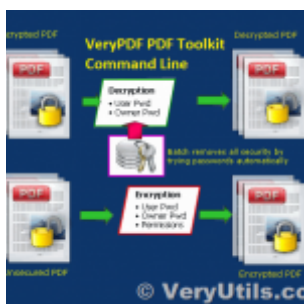 Encrypted PDF
VeryPDF PDF Toolkit
Command Line
Decrypted PDF
PDF
PDF
Decryption
• User Pwd
• Owner Pwd
Batch removes all security by
trying passwords automatically
PDF
PDF
Encryption
• User Pwd
• Owner Pwd
• Permissions
Unsecured PDF
Encrypted PDF
© VeryUtils.co